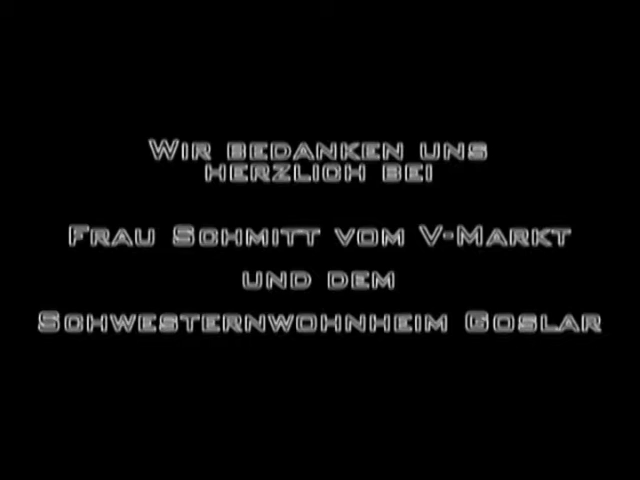 Wir bedanken uns
herzlich bei
Frau Schmitt vom V-Markt
und dem
Schwesternwohnheim Goslar